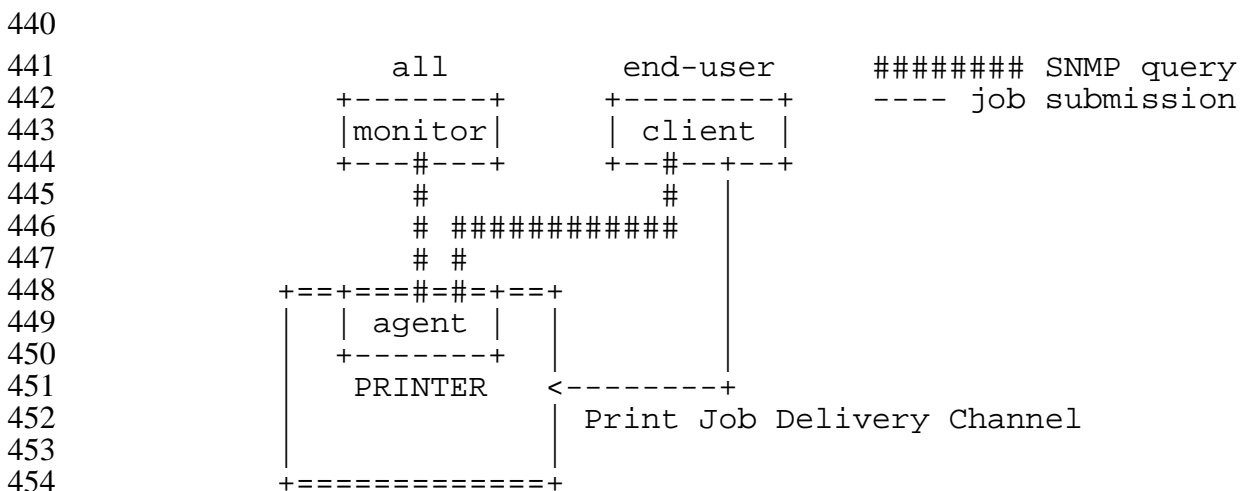 440
441 all end-user ######## SNMP query
442 +-------+ +--------+ ---- job submission
443 |monitor| | client |
444 +---#---+ +--#--+--+
445 # # |
446 # ############ |
447 # # |
448 +==+===#=#=+==+ |
449 | | agent | | |
450 | +-------+ | |
451 | PRINTER <--------+
452 | | Print Job Delivery Channel
453 | |
454 +=============+